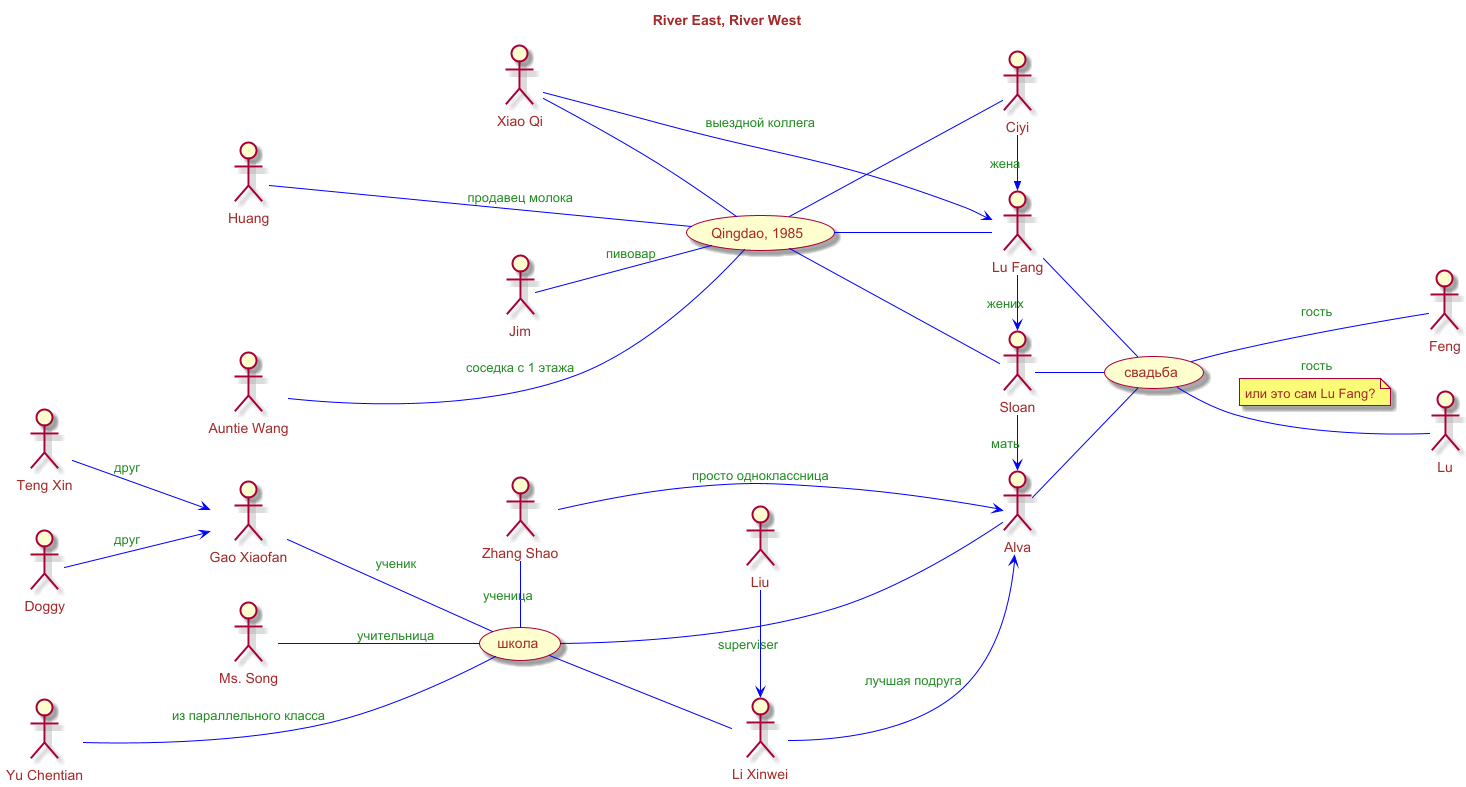 River East, River West
Xiao Qi
Ciyi
выездной коллега
жена
Huang
продавец молока
Qingdao, 1985
Lu Fang
пивовар
Jim
жених
Feng
гость
соседка с 1 этажа
Auntie Wang
Sloan
свадьба
гость
или это сам Lu Fang?
Lu
мать
Teng Xin
друг
просто одноклассница
Gao Xiaofan
Zhang Shao
Alva
друг
Doggy
ученик
Liu
ученица
учительница
школа
superviser
Ms. Song
лучшая подруга
из параллельного класса
Yu Chentian
Li Xinwei